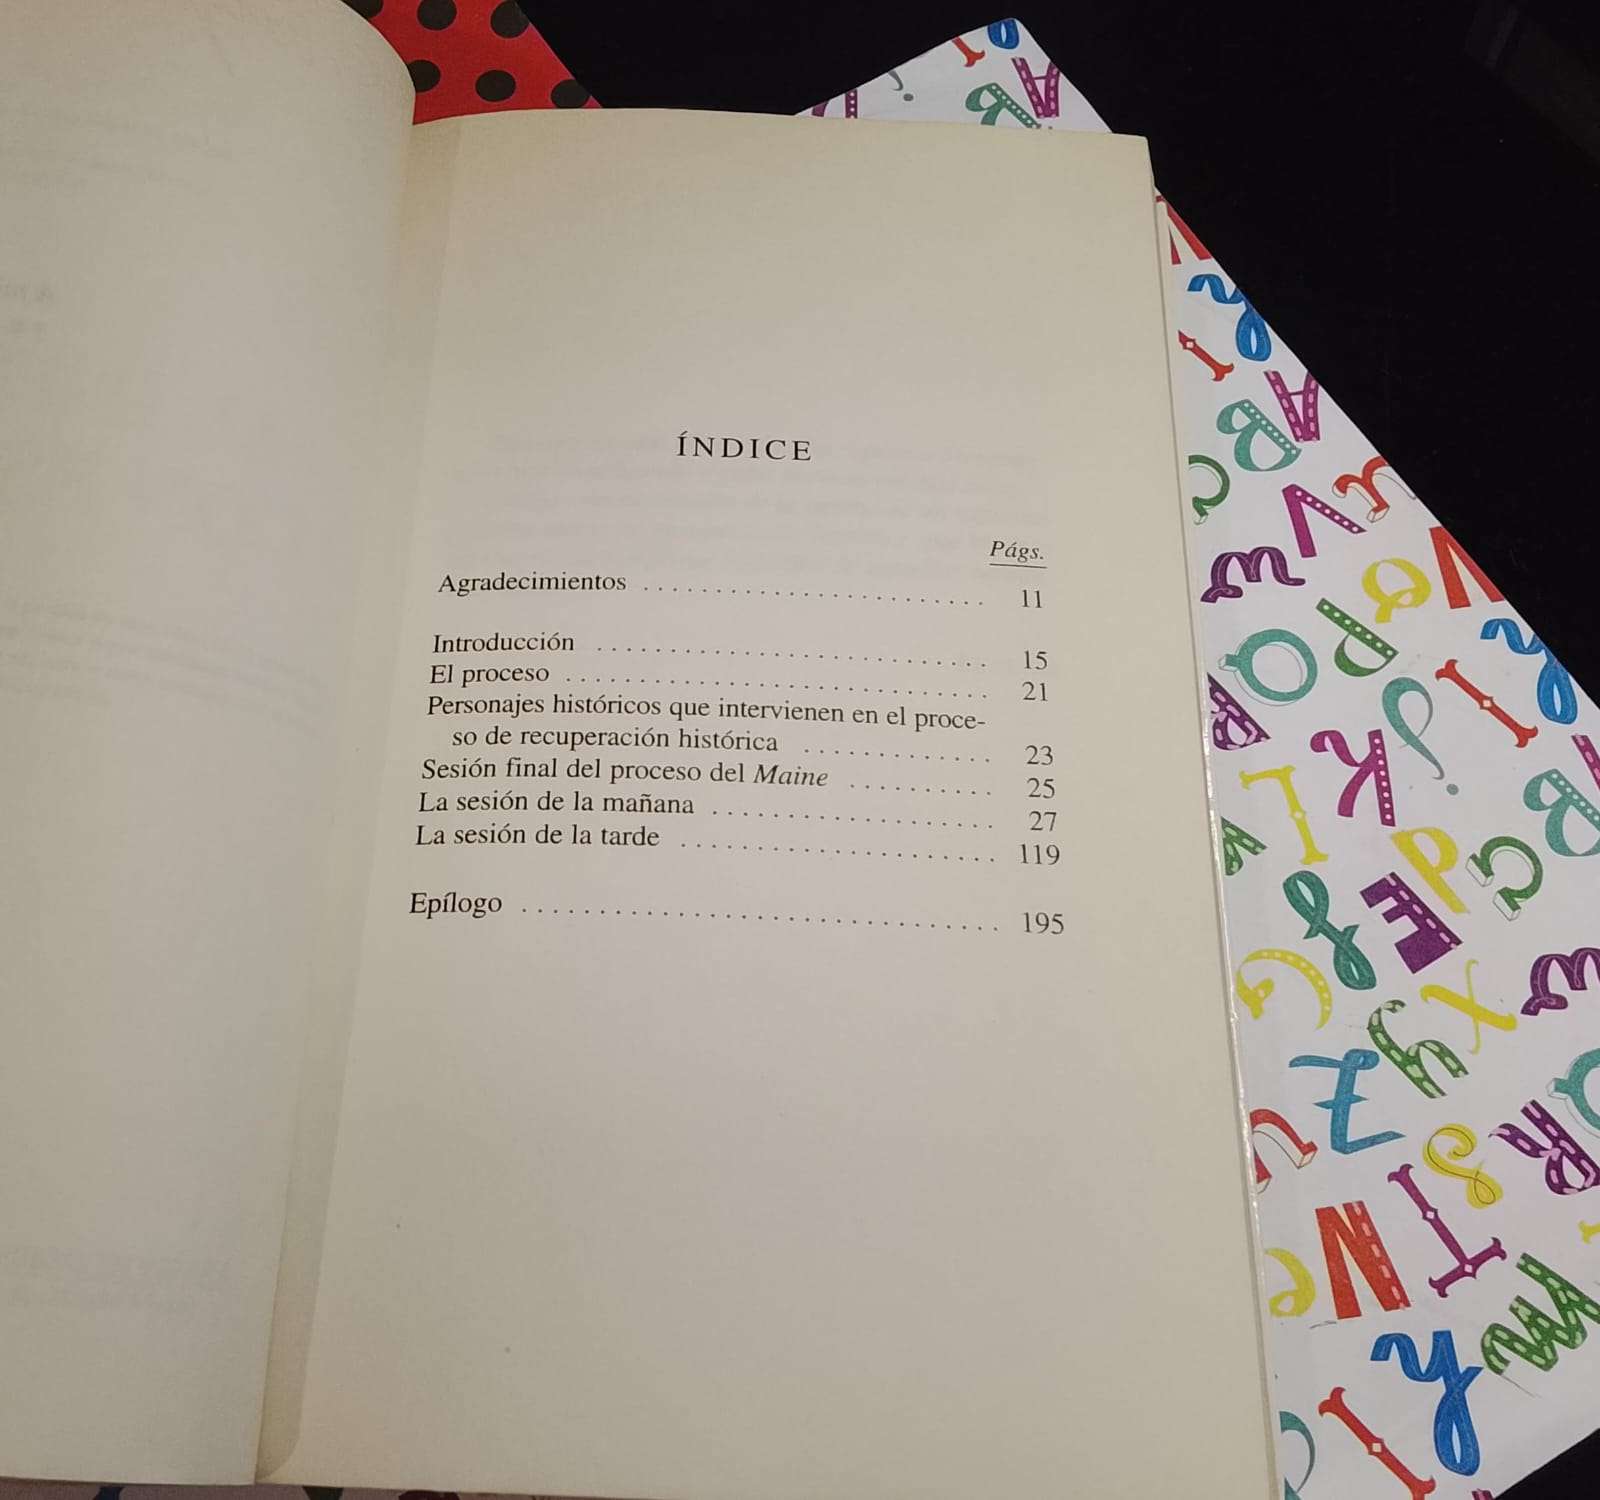 ÍNDICE
Págs.
Agradecimientos . . . . . . . . . . . . . . . . . . . . . . . . 11
Introducción . . . . . . . . . . . . . . . . . . . . . . . . . . . 15
El proceso . . . . . . . . . . . . . . . . . . . . . . . . . . . . . 21
Personajes históricos que intervienen en el proce-
so de recuperación histórica . . . . . . . . . . . . . 23
Sesión final del proceso del Maine . . . . . . . . . . 25
La sesión de la mañana . . . . . . . . . . . . . . . . . . . . 27
La sesión de la tarde . . . . . . . . . . . . . . . . . . . . . . 119
Epílogo . . . . . . . . . . . . . . . . . . . . . . . . . . . . . . . . 195